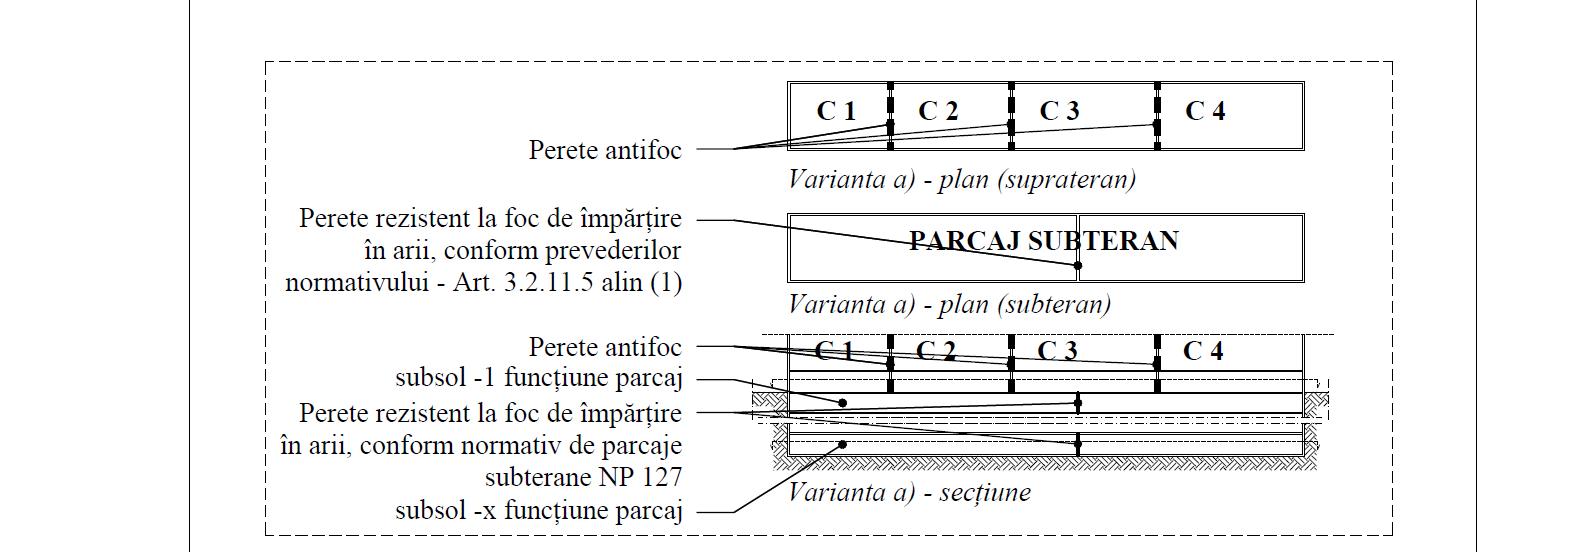 C 1 C 2 C 3 C 4
Perete antifoc
Varianta a) - plan (suprateran)
Perete rezistent la foc de împărțire
în arii, conform prevederilor
normativului - Art. 3.2.11.5 alin (1)
PARCAJ SUBTERAN
Varianta a) - plan (subteran)
Perete antifoc
C 1 C 2 C 3 C 4
subsol -1 funcțiune parcaj
Perete rezistent la foc de împărțire
în arii, conform normativ de parcaje
subterane NP 127
subsol -x funcțiune parcaj
Varianta a) - secțiune